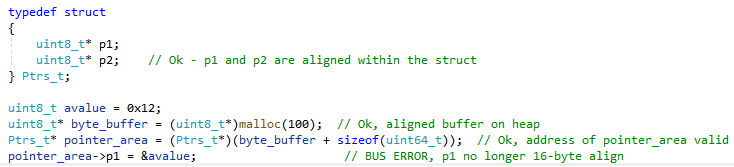 typedef struct
{
    uint8_t* p1;
    uint8_t* p2;    // Ok - p1 and p2 are aligned within the struct
} Ptrs_t;

uint8_t avalue = 0x12;
uint8_t* byte_buffer = (uint8_t*)malloc(100);  // Ok, aligned buffer on heap
Ptrs_t* pointer_area = (Ptrs_t*)(byte_buffer + sizeof(uint64_t));  // Ok, address of pointer_area valid
pointer_area->p1 = &avalue;                    // BUS ERROR, p1 no longer 16-byte align